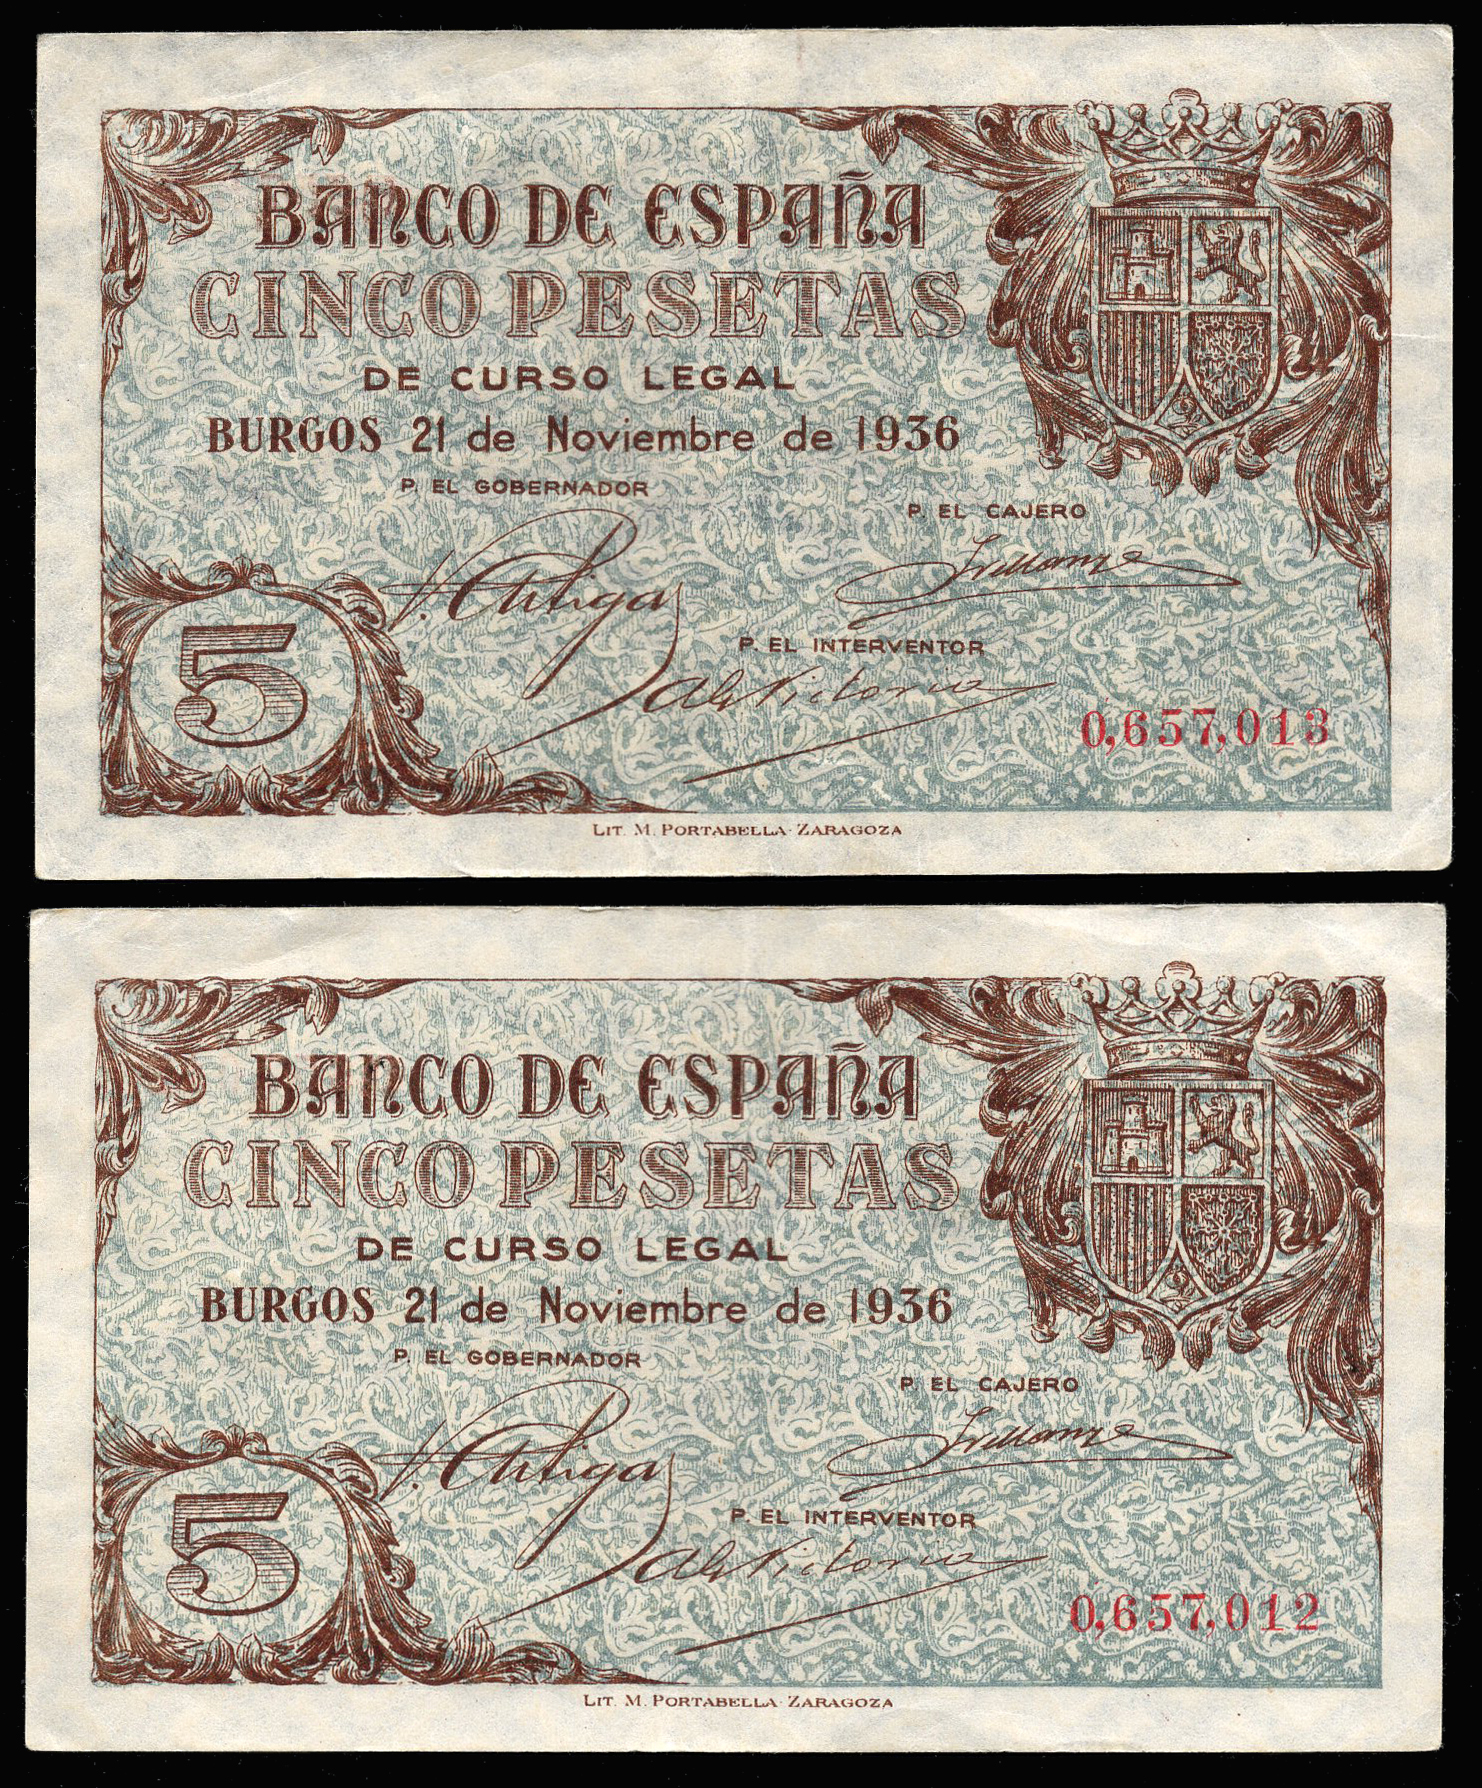 BANCO DE ESPAÑA
CINCO PESETAS
DE CURSO LEGAL
BURGOS 21 de Noviembre de 1936
P. EL GOBERNADOR
P. EL CAJERO
P. EL INTERVENTOR
5
0,657,013
LIT. M. PORTABELLA·ZARAGOZA
BANCO DE ESPAÑA
CINCO PESETAS
DE CURSO LEGAL
BURGOS 21 de Noviembre de 1936
P. EL GOBERNADOR
P. EL CAJERO
P. EL INTERVENTOR
5
0,657,012
LIT. M. PORTABELLA·ZARAGOZA